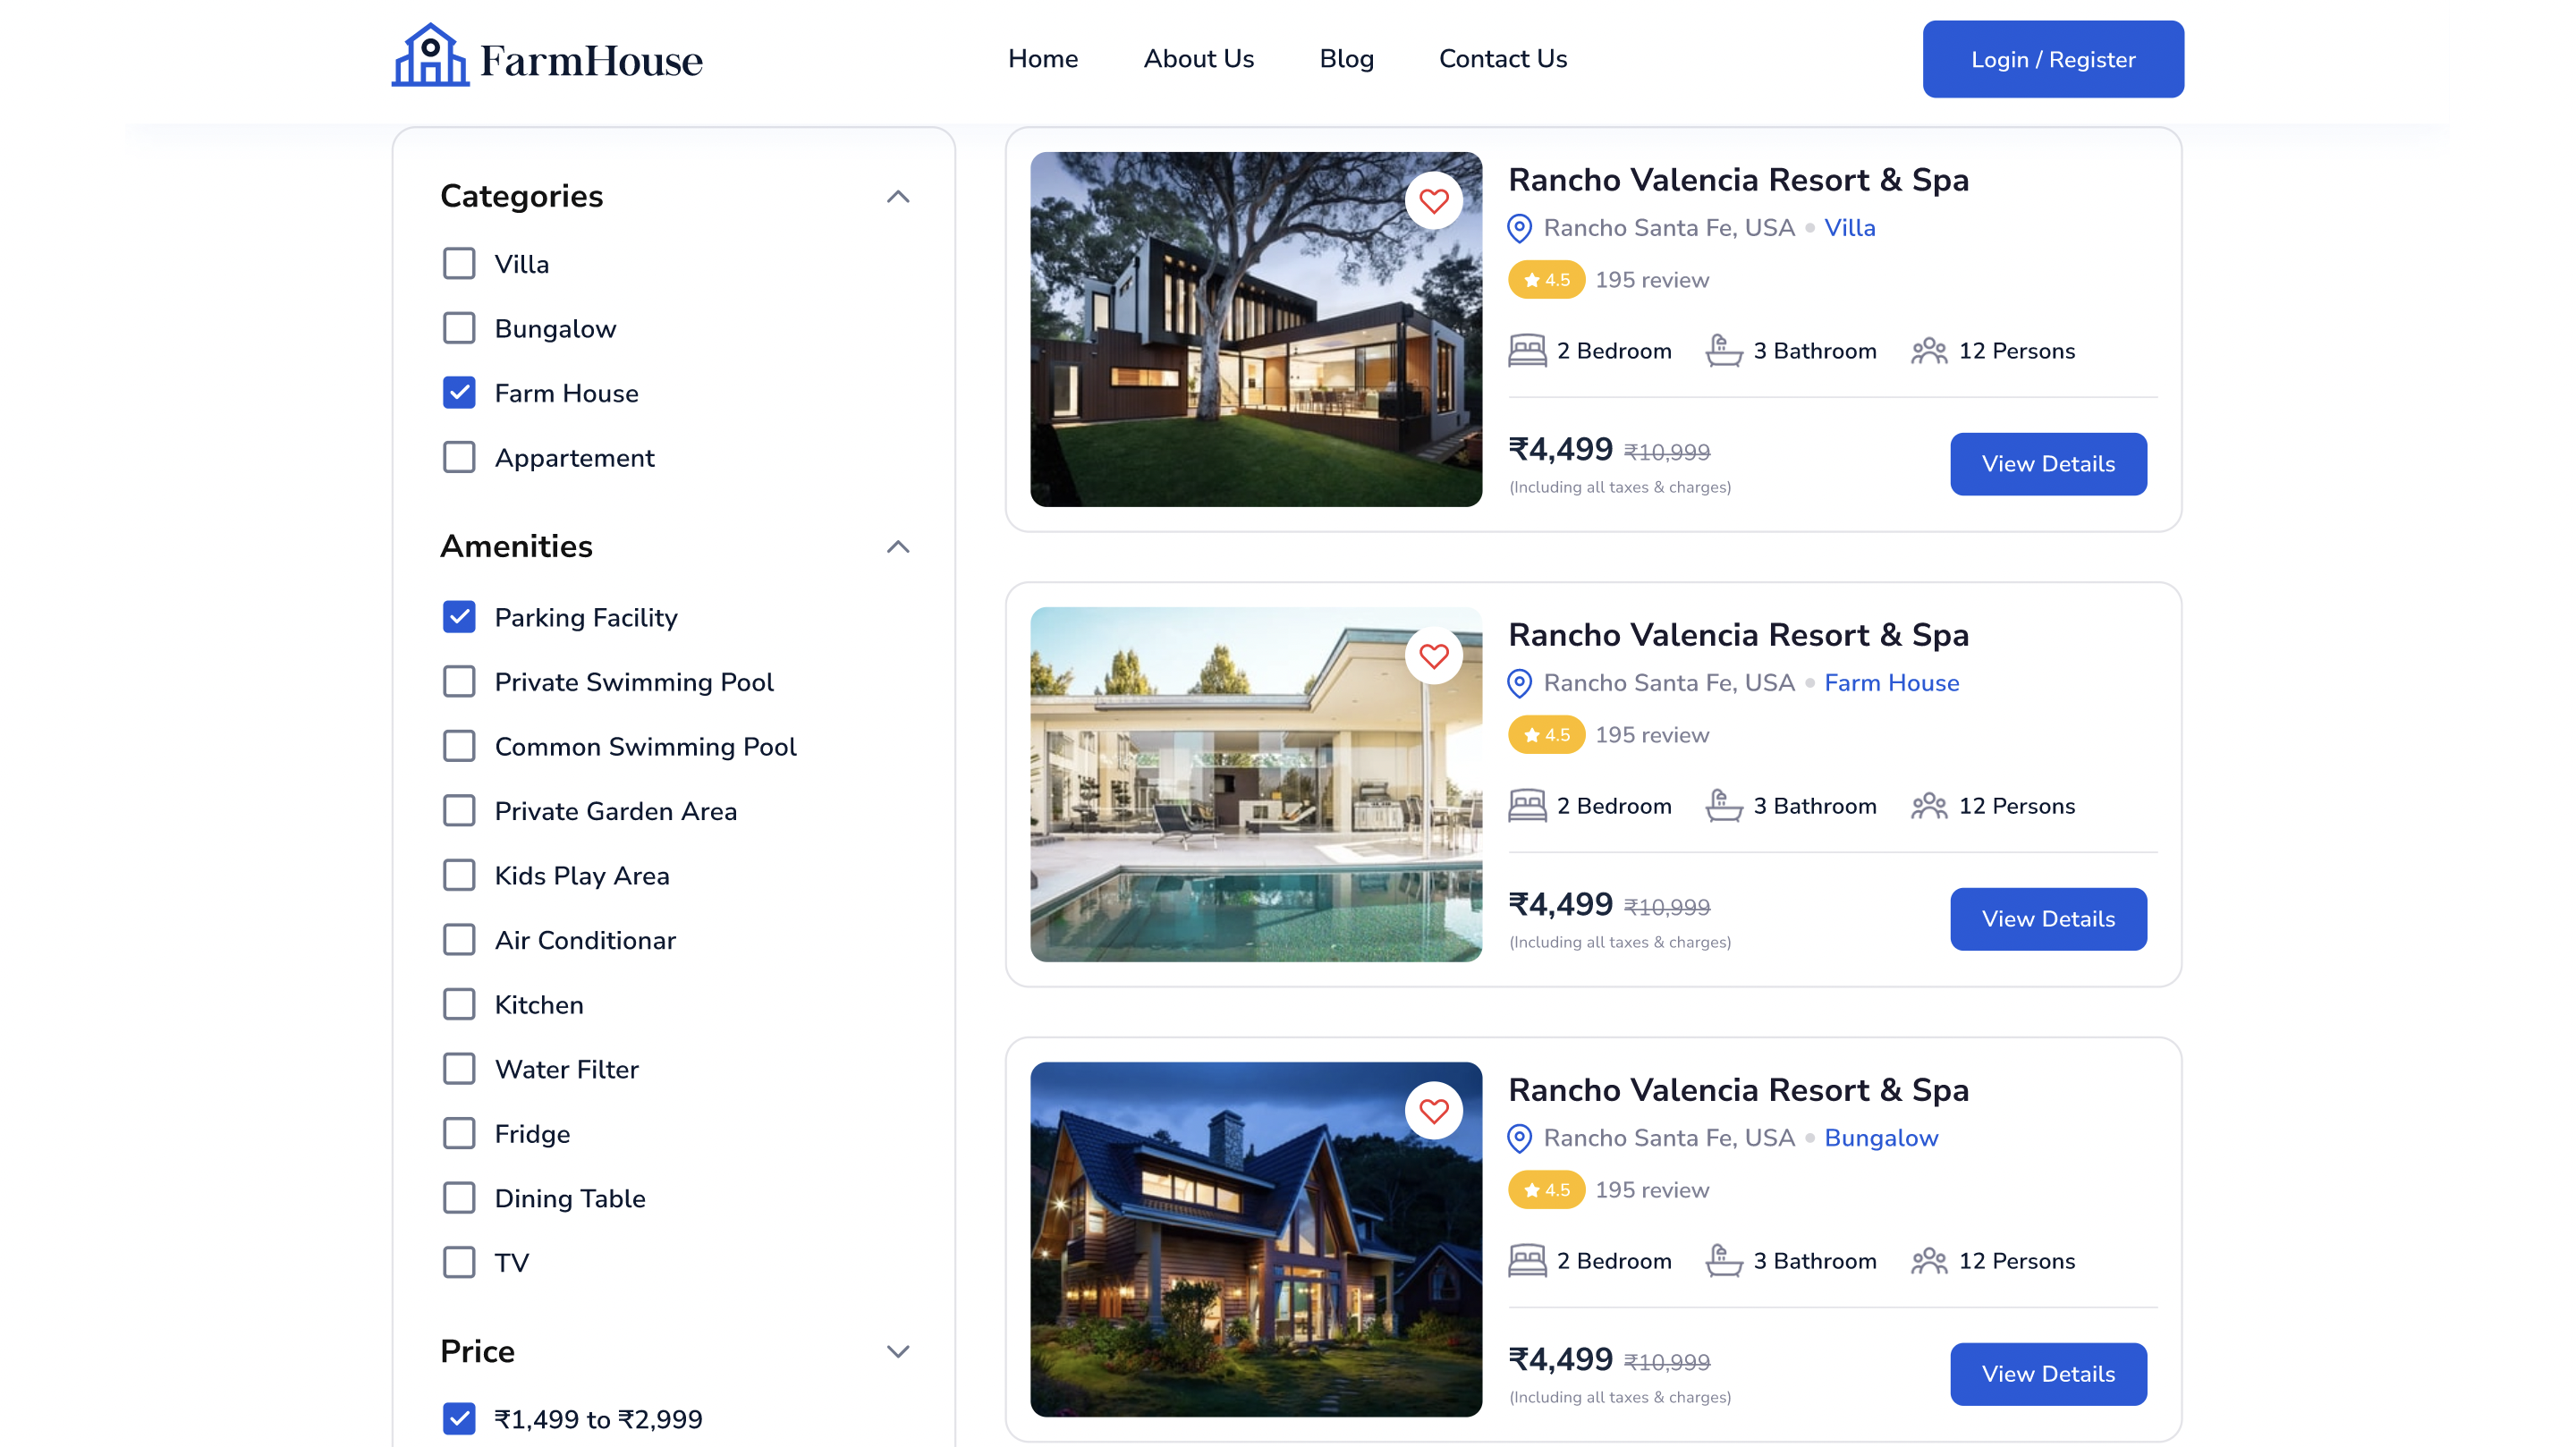 FarmHouse
Home
About Us
Blog
Contact Us
Login / Register
Categories
Villa
Bungalow
Farm House
Appartement
Amenities
Parking Facility
Private Swimming Pool
Common Swimming Pool
Private Garden Area
Kids Play Area
Air Conditionar
Kitchen
Water Filter
Fridge
Dining Table
TV
Price
₹1,499 to ₹2,999
Rancho Valencia Resort & Spa
Rancho Santa Fe, USA • Villa
4.5 195 review
2 Bedroom 3 Bathroom 12 Persons
₹4,499 ₹10,999
(Including all taxes & charges)
View Details
Rancho Valencia Resort & Spa
Rancho Santa Fe, USA • Farm House
4.5 195 review
2 Bedroom 3 Bathroom 12 Persons
₹4,499 ₹10,999
(Including all taxes & charges)
View Details
Rancho Valencia Resort & Spa
Rancho Santa Fe, USA • Bungalow
4.5 195 review
2 Bedroom 3 Bathroom 12 Persons
₹4,499 ₹10,999
(Including all taxes & charges)
View Details